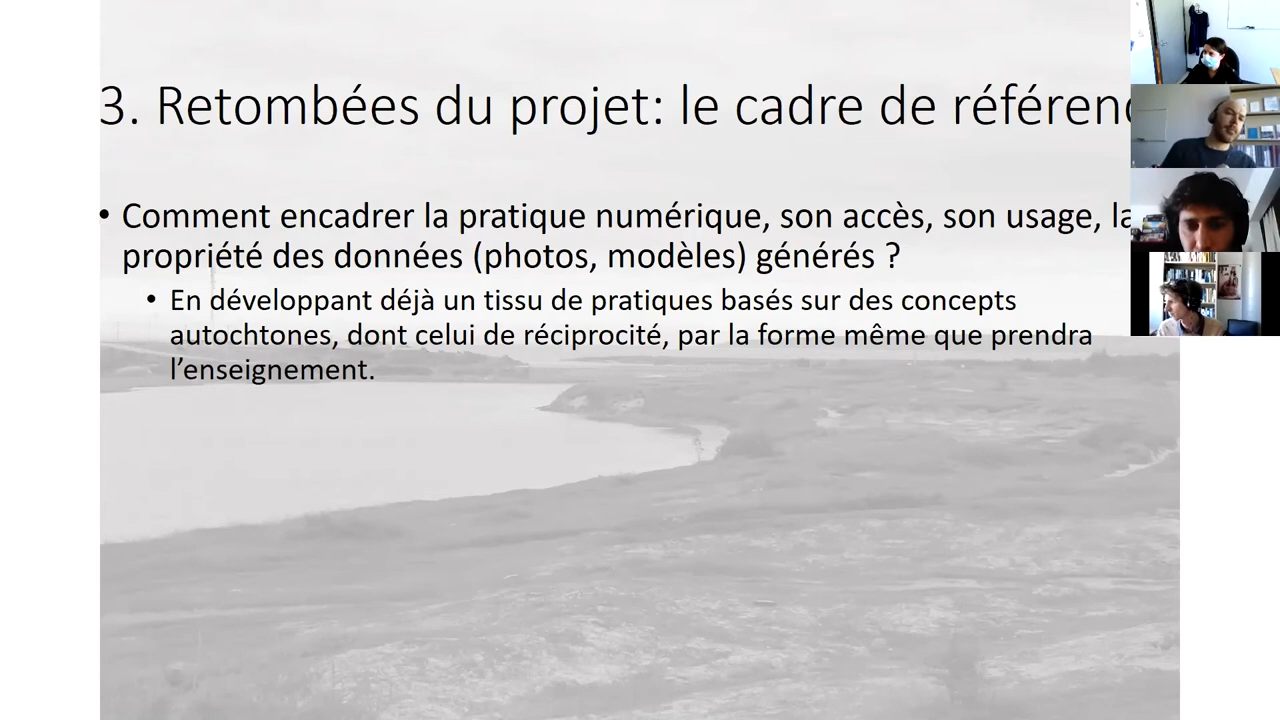 3. Retombées du projet: le cadre de référenc
• Comment encadrer la pratique numérique, son accès, son usage, la
propriété des données (photos, modèles) générés ?
• En développant déjà un tissu de pratiques basés sur des concepts
autochtones, dont celui de réciprocité, par la forme même que prendra
l’enseignement.